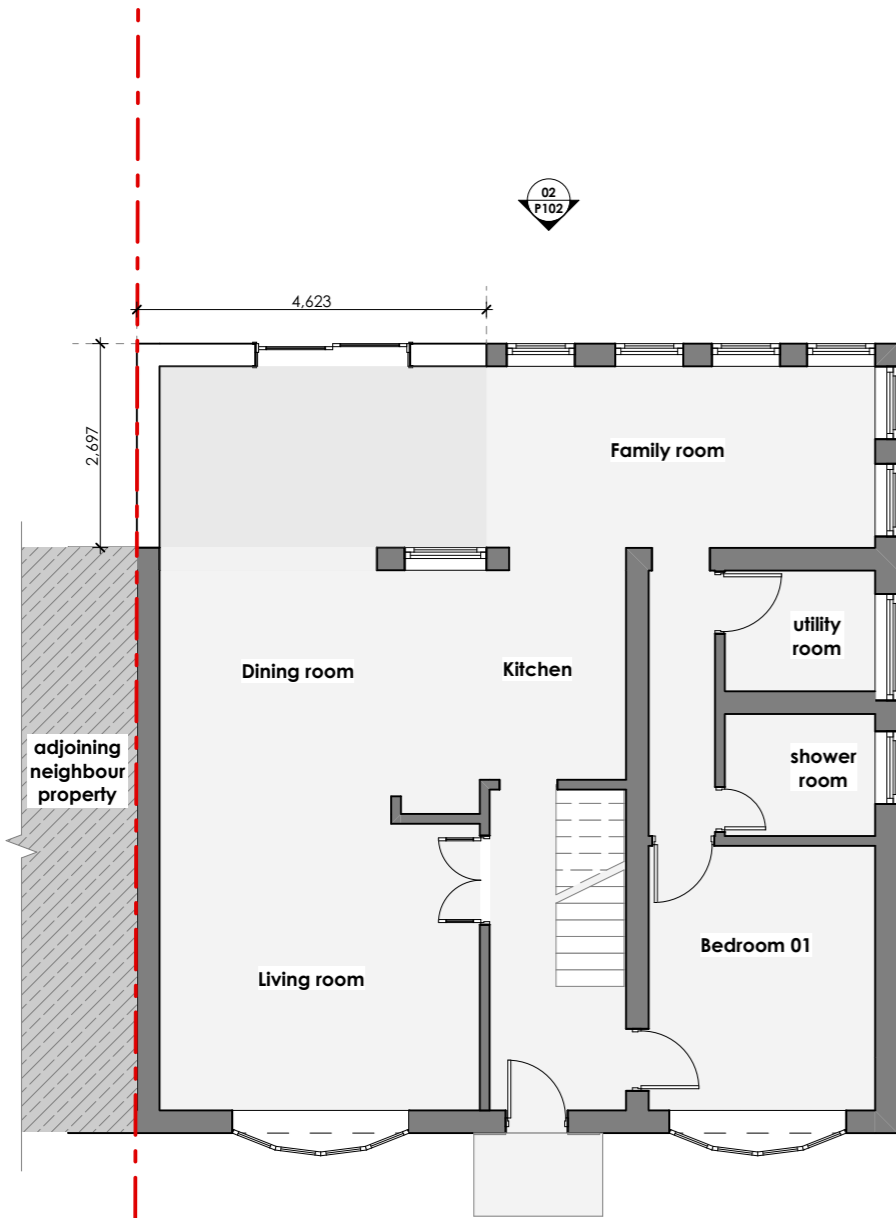 02
P102
4,623
2,697
Family room
utility
room
Dining room
Kitchen
adjoining
neighbour
property
shower
room
Bedroom 01
Living room